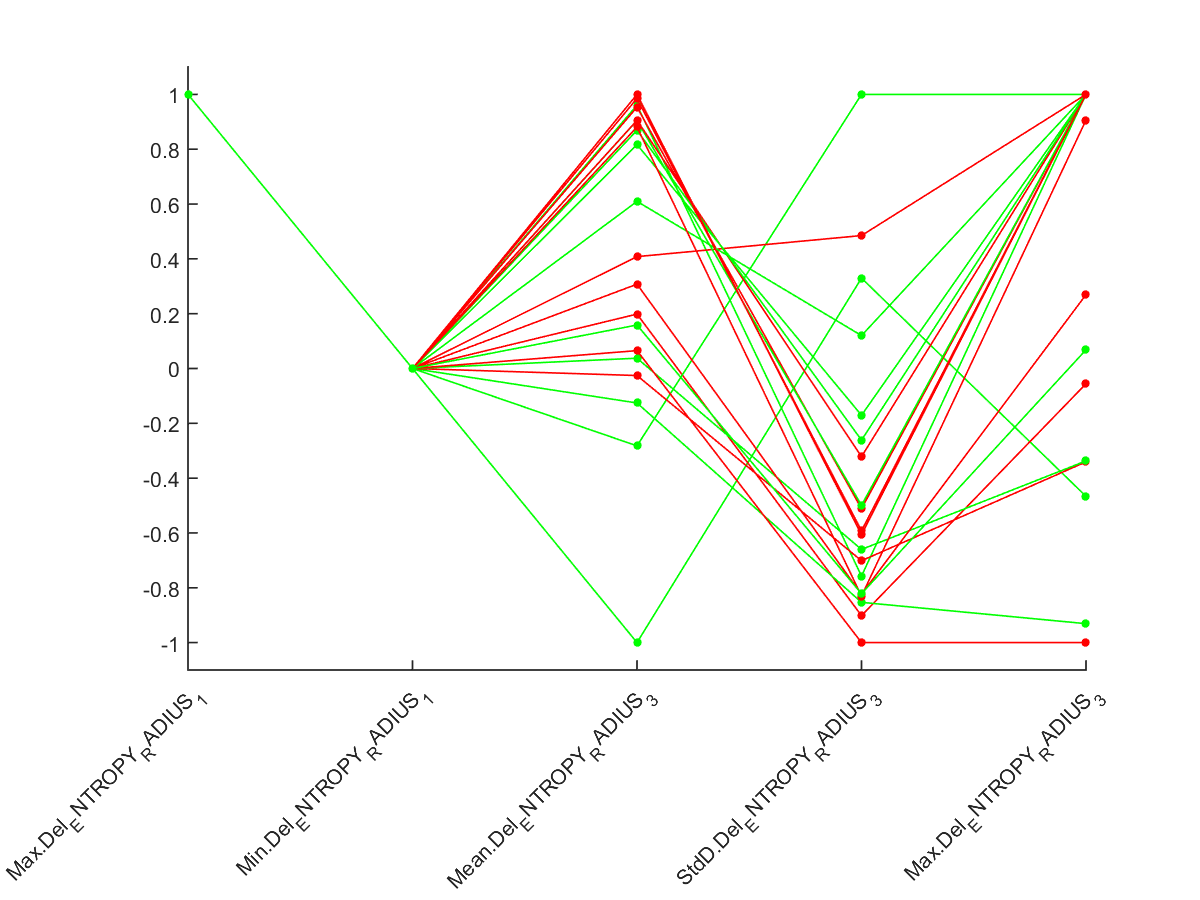 1
0.8
0.6
0.4
0.2
0
-0.2
-0.4
-0.6
-0.8
-1
Max.Del_ENTROPY_RADIUS_1
Min.Del_ENTROPY_RADIUS_1
Mean.Del_ENTROPY_RADIUS_3
StdD.Del_ENTROPY_RADIUS_3
Max.Del_ENTROPY_RADIUS_3